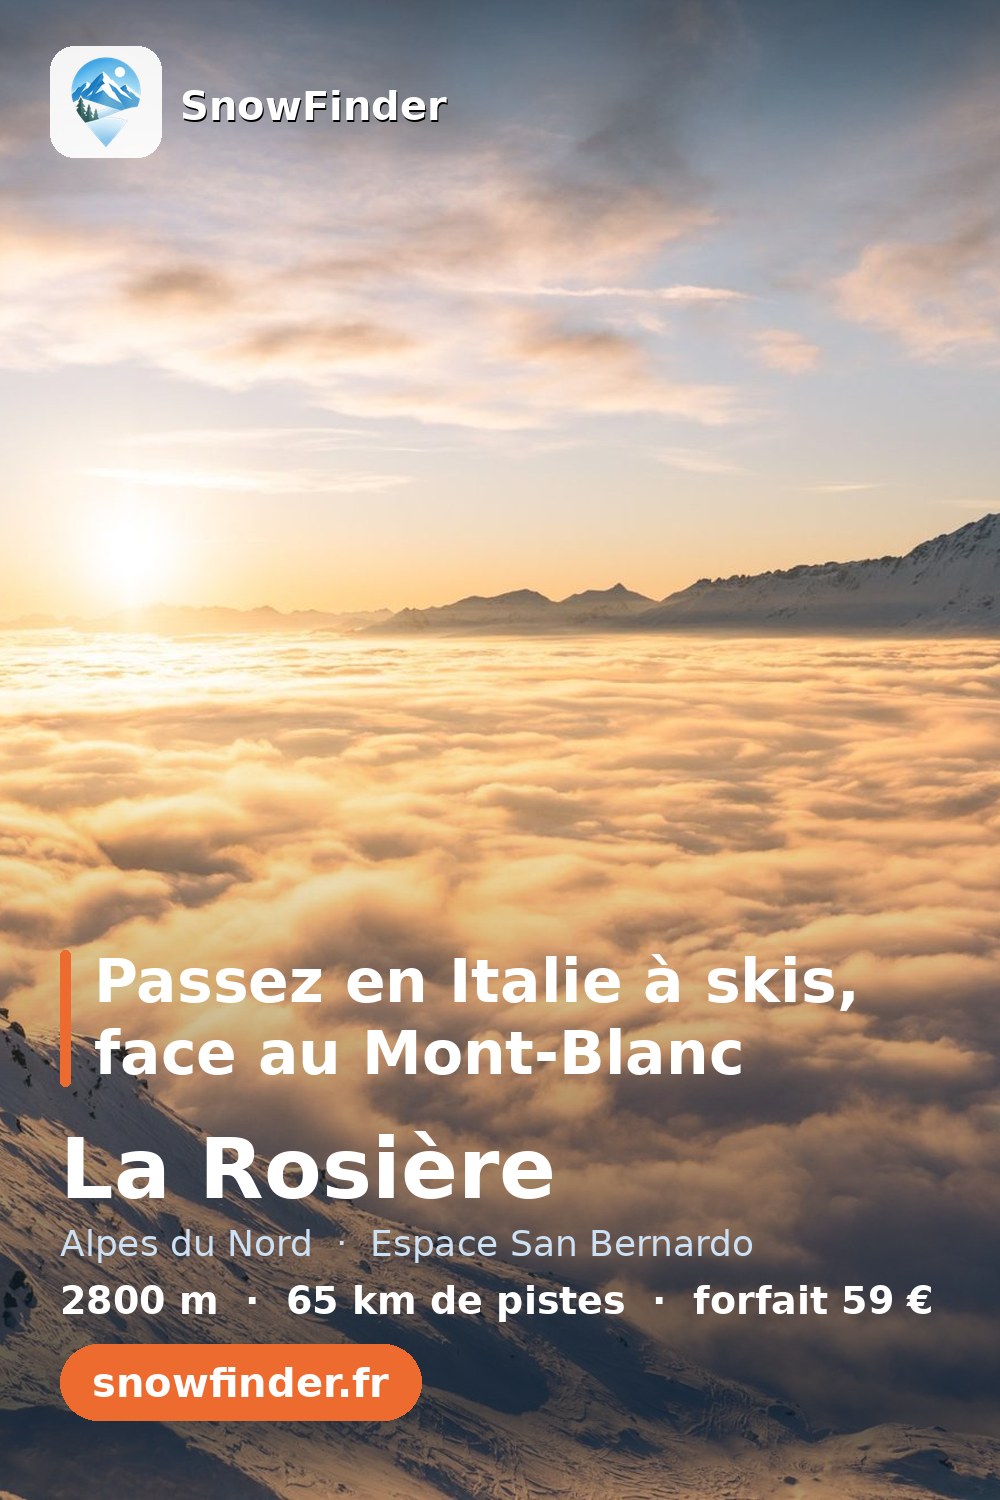 SnowFinder
Passez en Italie à skis,
face au Mont-Blanc
La Rosière
Alpes du Nord · Espace San Bernardo
2800 m · 65 km de pistes · forfait 59 €
snowfinder.fr